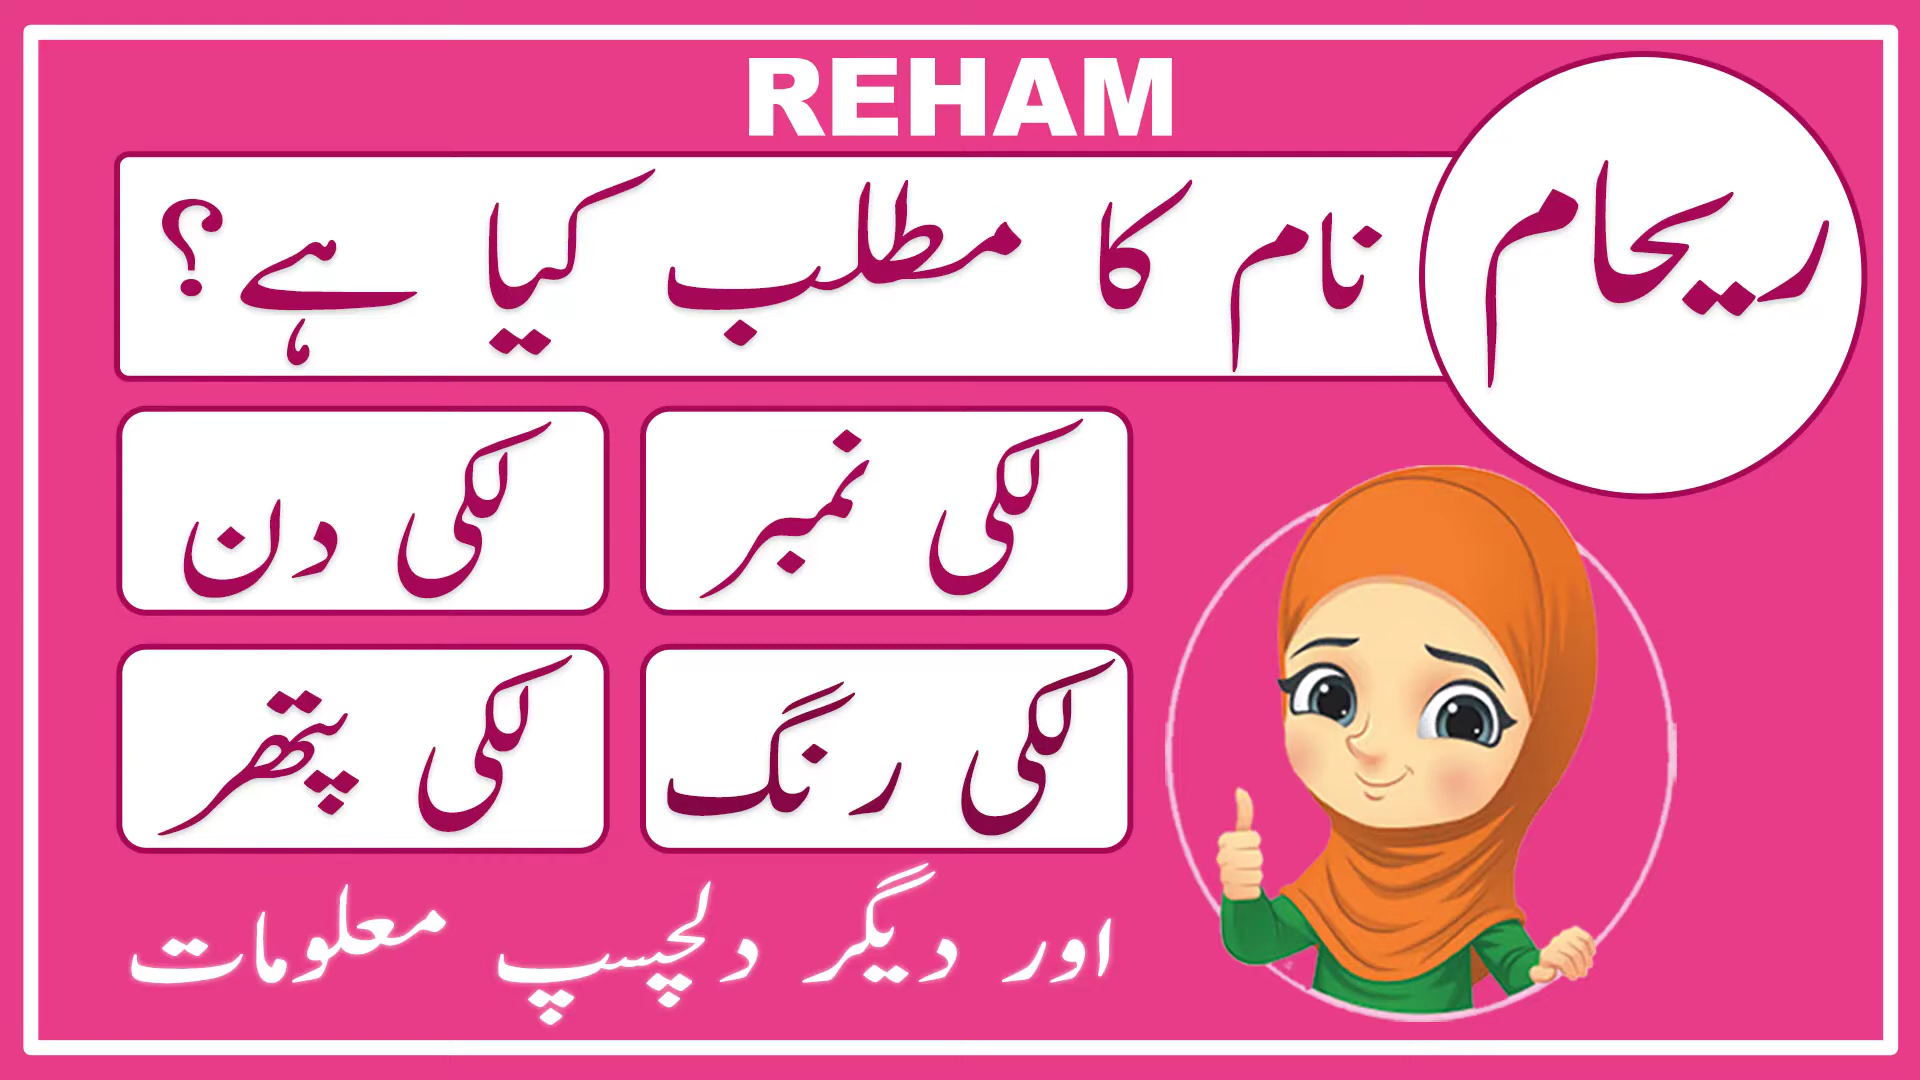 REHAM
ریحام نام کا مطلب کیا ہے؟
لکی نمبر
لکی دن
لکی رنگ
لکی پتھر
اور دیگر دلچسپ معلومات